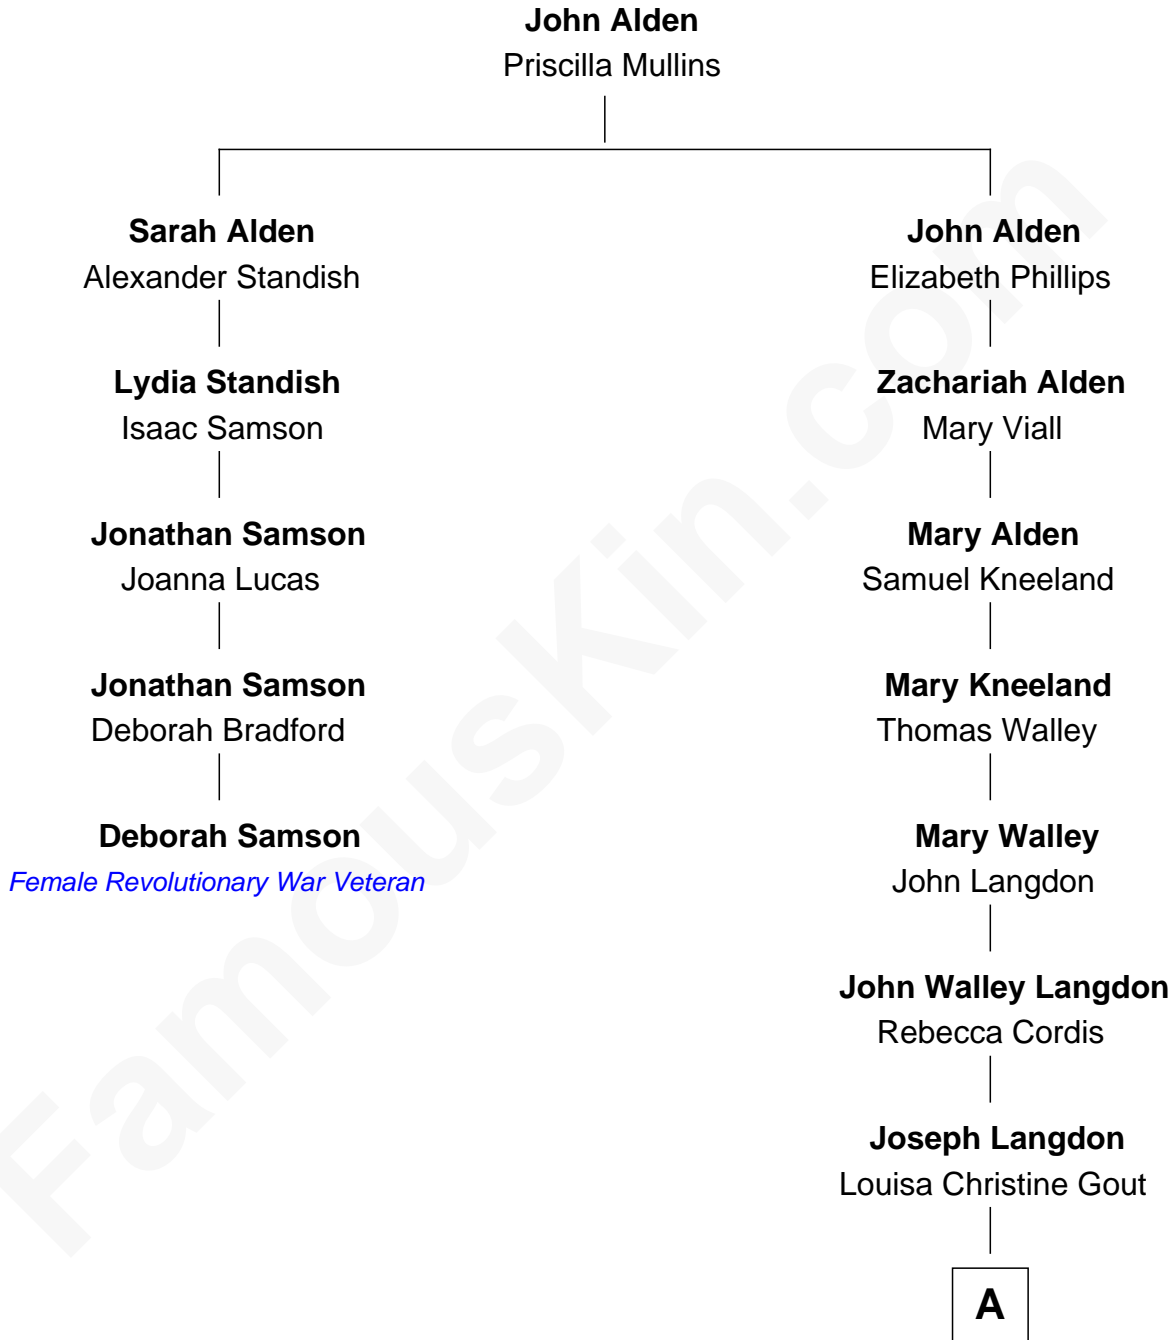 John Alden
Priscilla Mullins
Sarah Alden
Alexander Standish
Lydia Standish
Isaac Samson
Jonathan Samson
Joanna Lucas
Jonathan Samson
Deborah Bradford
Deborah Samson
Female Revolutionary War Veteran
John Alden
Elizabeth Phillips
Zachariah Alden
Mary Viall
Mary Alden
Samuel Kneeland
Mary Kneeland
Thomas Walley
Mary Walley
John Langdon
John Walley Langdon
Rebecca Cordis
Joseph Langdon
Louisa Christine Gout
A
FamousKin.com